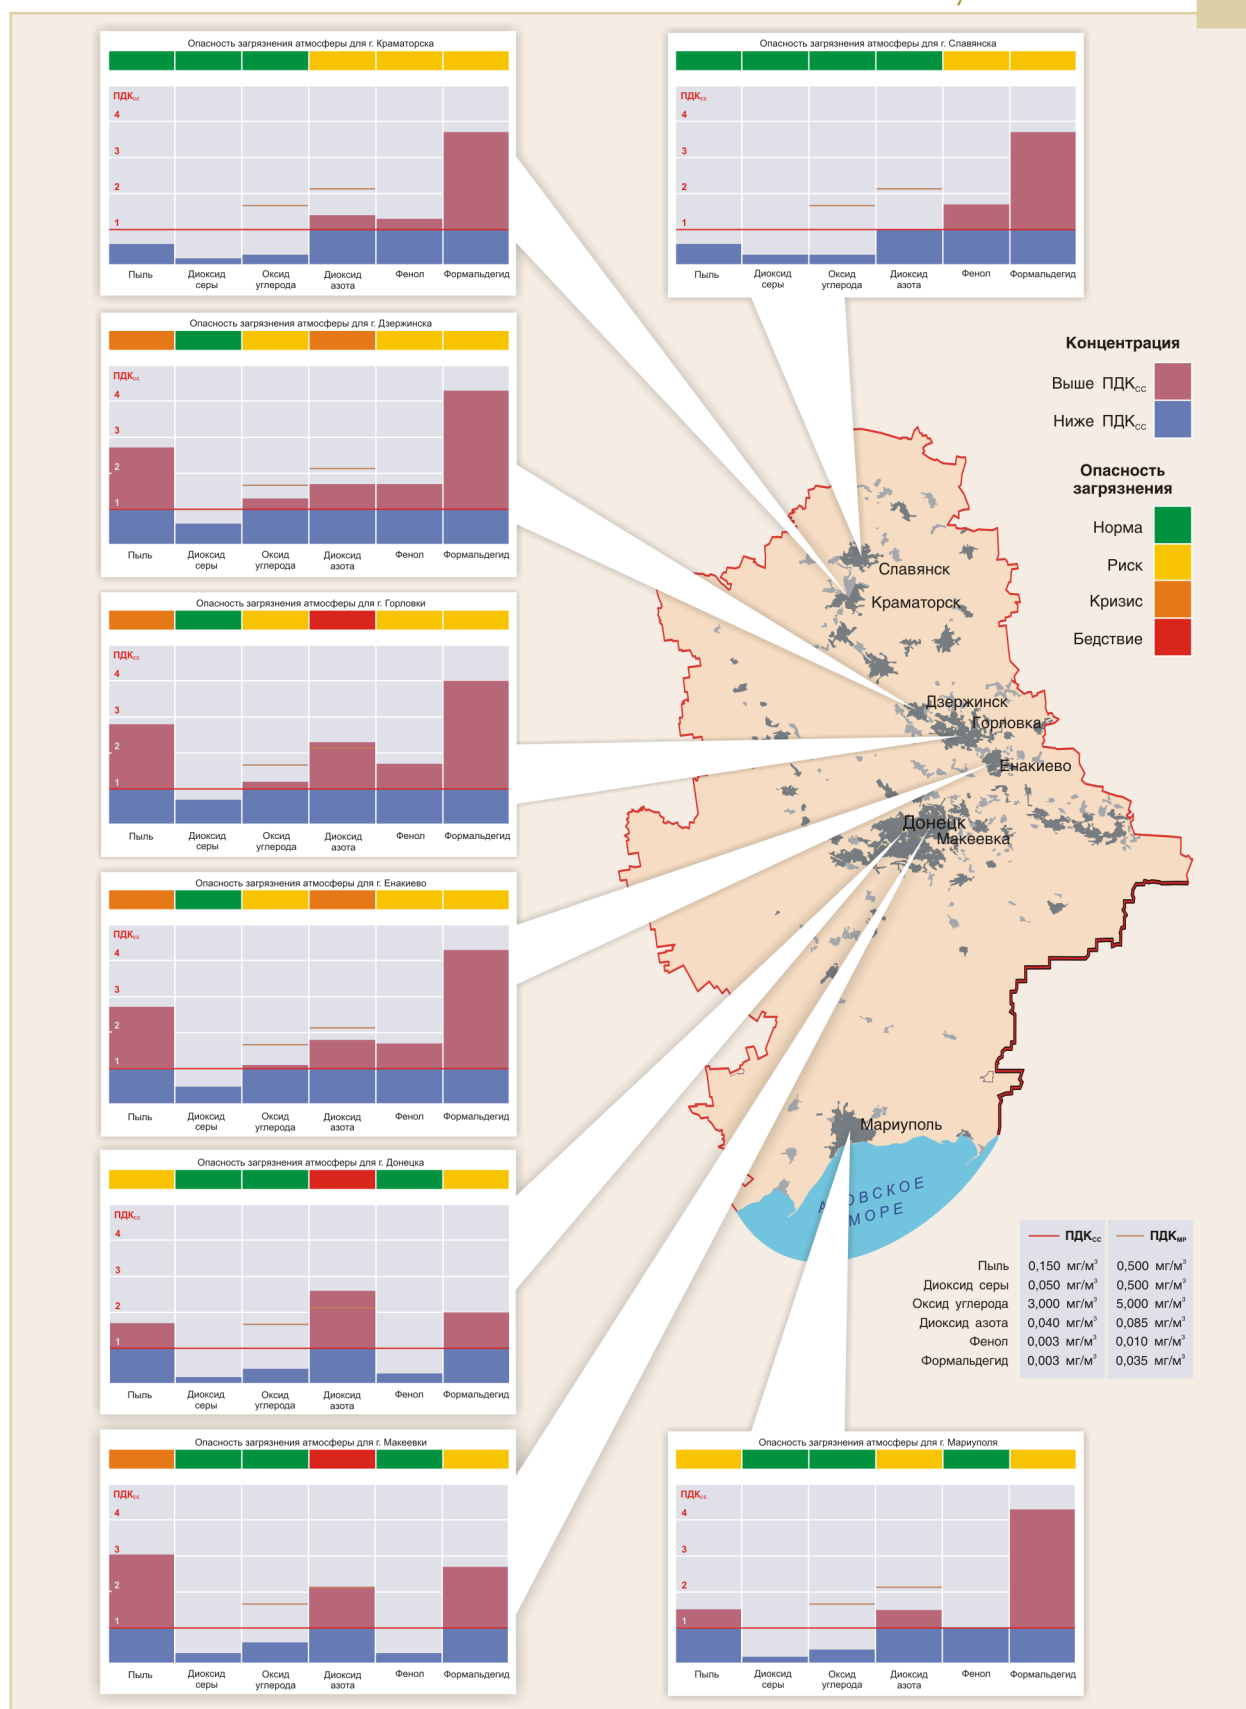 Опасность загрязнения атмосферы для г. Краматорска
ПДКсс
4
3
2
1
Пыль
Диоксид серы
Оксид углерода
Диоксид азота
Фенол
Формальдегид
Опасность загрязнения атмосферы для г. Славянска
ПДКсс
4
3
2
1
Пыль
Диоксид серы
Оксид углерода
Диоксид азота
Фенол
Формальдегид
Опасность загрязнения атмосферы для г. Дзержинска
ПДКсс
4
3
2
1
Пыль
Диоксид серы
Оксид углерода
Диоксид азота
Фенол
Формальдегид
Опасность загрязнения атмосферы для г. Горловки
ПДКсс
4
3
2
1
Пыль
Диоксид серы
Оксид углерода
Диоксид азота
Фенол
Формальдегид
Опасность загрязнения атмосферы для г. Енакиево
ПДКсс
4
3
2
1
Пыль
Диоксид серы
Оксид углерода
Диоксид азота
Фенол
Формальдегид
Опасность загрязнения атмосферы для г. Донецка
ПДКсс
4
3
2
1
Пыль
Диоксид серы
Оксид углерода
Диоксид азота
Фенол
Формальдегид
Опасность загрязнения атмосферы для г. Макеевки
ПДКсс
4
3
2
1
Пыль
Диоксид серы
Оксид углерода
Диоксид азота
Фенол
Формальдегид
Опасность загрязнения атмосферы для г. Мариуполя
ПДКсс
4
3
2
1
Пыль
Диоксид серы
Оксид углерода
Диоксид азота
Фенол
Формальдегид
Концентрация
Выше ПДКсс
Ниже ПДКсс
Опасность
загрязнения
Норма
Риск
Кризис
Бедствие
Славянск
Краматорск
Дзержинск
Горловка
Енакиево
Донецк
Макеевка
Мариуполь
МОРЕ
ПДКсс ПДКмр
Пыль 0,150 мг/м³ 0,500 мг/м³
Диоксид серы 0,050 мг/м³ 0,500 мг/м³
Оксид углерода 3,000 мг/м³ 5,000 мг/м³
Диоксид азота 0,040 мг/м³ 0,085 мг/м³
Фенол 0,003 мг/м³ 0,010 мг/м³
Формальдегид 0,003 мг/м³ 0,035 мг/м³